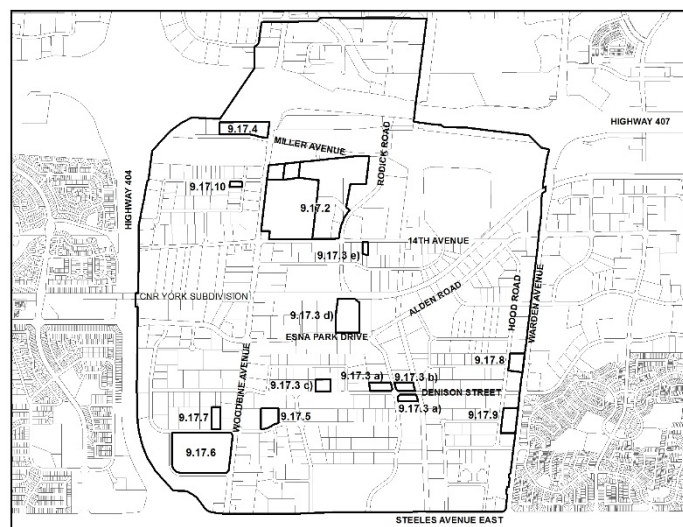 HIGHWAY 407
9.17.4
MILLER AVENUE
RODICK ROAD
HIGHWAY 404
9.17.10
9.17.2
14TH AVENUE
9.17.3 e)
CNR YORK SUBDIVISION
ALDEN ROAD
HOOD ROAD
WARDEN AVENUE
9.17.3 d)
ESNA PARK DRIVE
WOODBINE AVENUE
9.17.8
9.17.3 c)
9.17.3 a)
9.17.3 b)
DENISON STREET
9.17.3 a)
9.17.7
9.17.5
9.17.9
9.17.6
STEELES AVENUE EAST